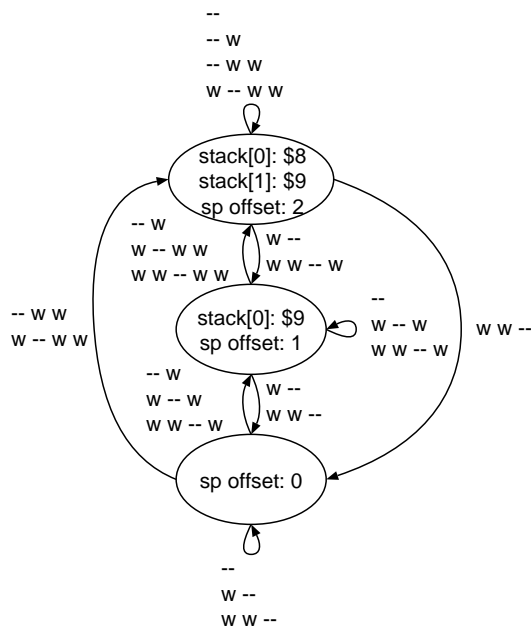 --
-- w
-- w w
w -- w w
stack[0]: $8
stack[1]: $9
sp offset: 2
-- w
w -- w w
w w -- w w
w --
w w -- w
-- w w
w -- w w
stack[0]: $9
sp offset: 1
--
w -- w
w w -- w
w w --
-- w
w -- w
w w -- w
w --
w w --
sp offset: 0
--
w --
w w --